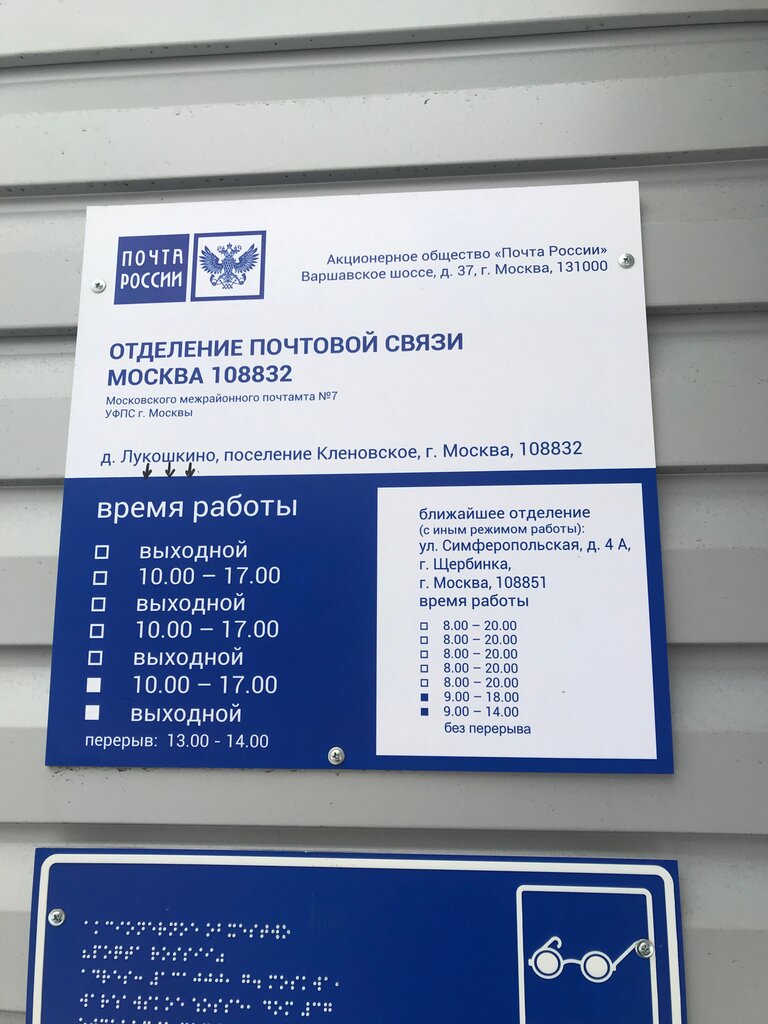 ПОЧТА
РОССИИ
Акционерное общество «Почта России»
Варшавское шоссе, д. 37, г. Москва, 131000
ОТДЕЛЕНИЕ ПОЧТОВОЙ СВЯЗИ
МОСКВА 108832
Московского межрайонного почтамта №7
УФПС г. Москвы
д. Лукошкино, поселение Кленовское, г. Москва, 108832
время работы
выходной
10.00 – 17.00
выходной
10.00 – 17.00
выходной
10.00 – 17.00
выходной
перерыв: 13.00 - 14.00
ближайшее отделение
(с иным режимом работы):
ул. Симферопольская, д. 4 А,
г. Щербинка,
г. Москва, 108851
время работы
8.00 – 20.00
8.00 – 20.00
8.00 – 20.00
8.00 – 20.00
8.00 – 20.00
9.00 – 18.00
9.00 – 14.00
без перерыва